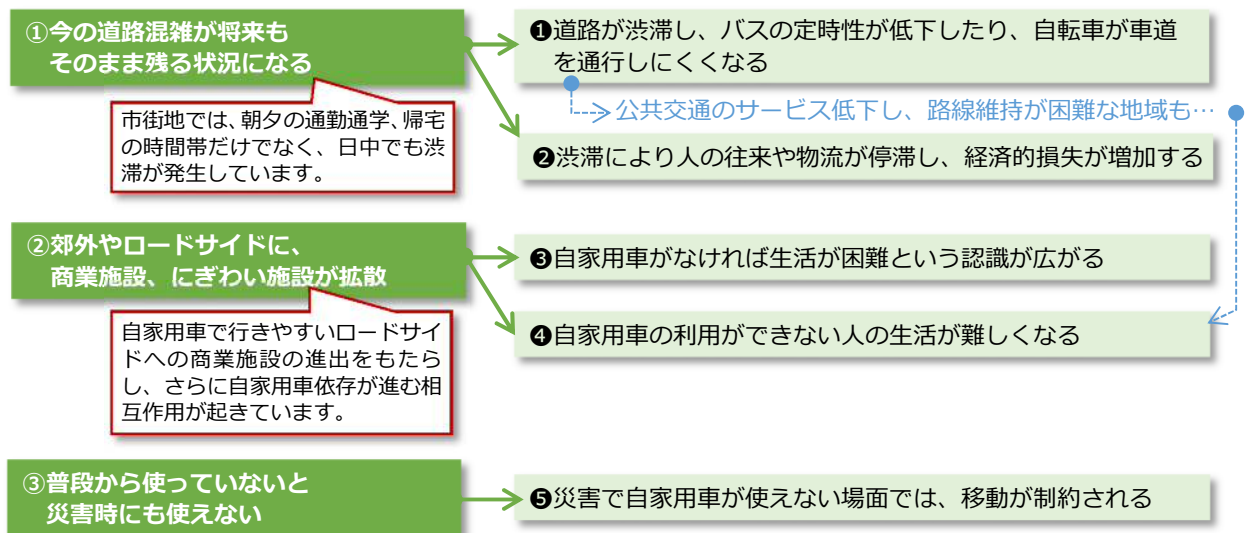 ①今の道路混雑が将来も
そのまま残る状況になる
市街地では、朝夕の通勤通学、帰宅
の時間帯だけでなく、日中でも渋
滞が発生しています。
❶道路が渋滞し、バスの定時性が低下したり、自転車が車道
を通行しにくくなる
公共交通のサービス低下し、路線維持が困難な地域も…
❷渋滞により人の往来や物流が停滞し、経済的損失が増加する
②郊外やロードサイドに、
商業施設、にぎわい施設が拡散
自家用車で行きやすいロードサイ
ドへの商業施設の進出をもたら
し、さらに自家用車依存が進む相
互作用が起きています。
❸自家用車がなければ生活が困難という認識が広がる
❹自家用車の利用ができない人の生活が難しくなる
③普段から使っていないと
災害時にも使えない
❺災害で自家用車が使えない場面では、移動が制約される